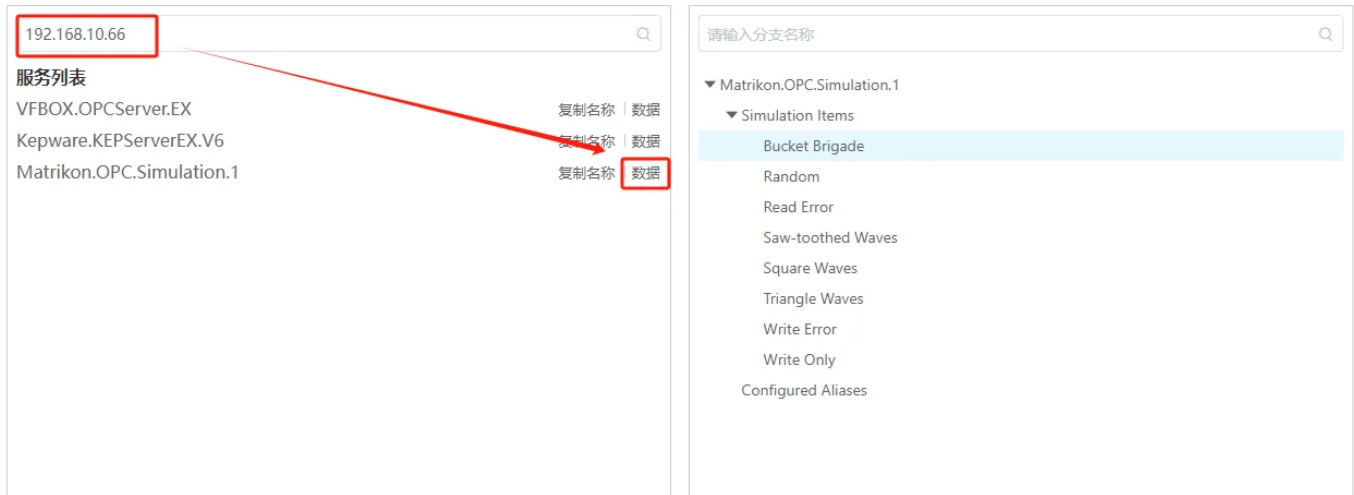 192.168.10.66
服务列表
VFBOX.OPCServer.EX 复制名称 数据
Kepware.KEPServerEX.V6 复制名称 数据
Matrikon.OPC.Simulation.1 复制名称 数据
请输入分支名称
Matrikon.OPC.Simulation.1
Simulation Items
Bucket Brigade
Random
Read Error
Saw-toothed Waves
Square Waves
Triangle Waves
Write Error
Write Only
Configured Aliases